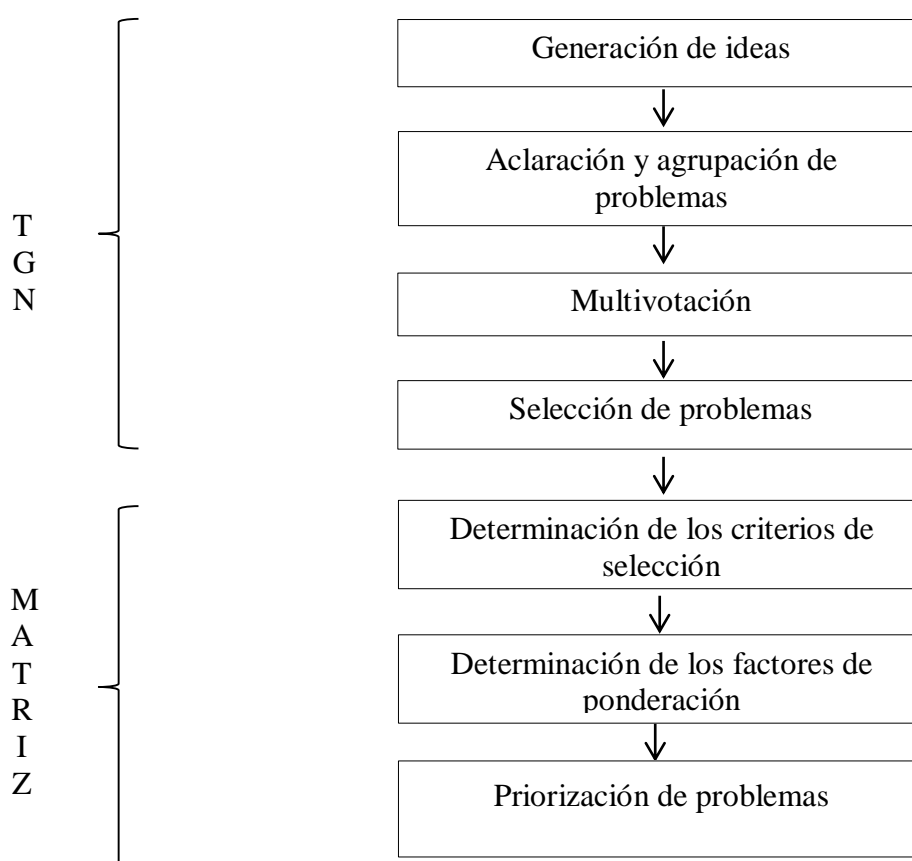 T
G
N
Generación de ideas
Aclaración y agrupación de
problemas
Multivotación
Selección de problemas
M
A
T
R
I
Z
Determinación de los criterios de
selección
Determinación de los factores de
ponderación
Priorización de problemas